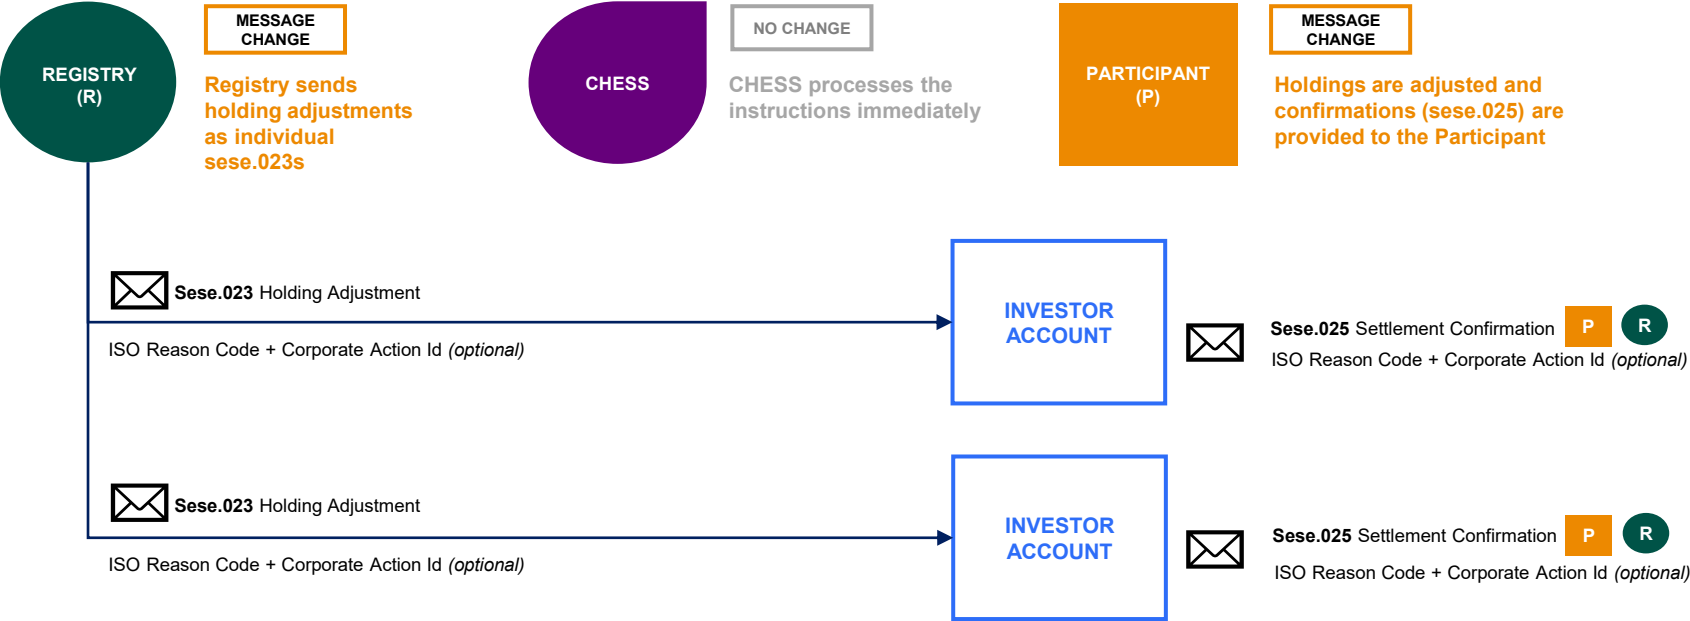 REGISTRY
(R)
MESSAGE
CHANGE
Registry sends
holding adjustments
as individual
sese.023s
CHESS
NO CHANGE
CHESS processes the
instructions immediately
PARTICIPANT
(P)
MESSAGE
CHANGE
Holdings are adjusted and
confirmations (sese.025) are
provided to the Participant
Sese.023 Holding Adjustment
ISO Reason Code + Corporate Action Id (optional)
INVESTOR
ACCOUNT
Sese.025 Settlement Confirmation P R
ISO Reason Code + Corporate Action Id (optional)
Sese.023 Holding Adjustment
ISO Reason Code + Corporate Action Id (optional)
INVESTOR
ACCOUNT
Sese.025 Settlement Confirmation P R
ISO Reason Code + Corporate Action Id (optional)